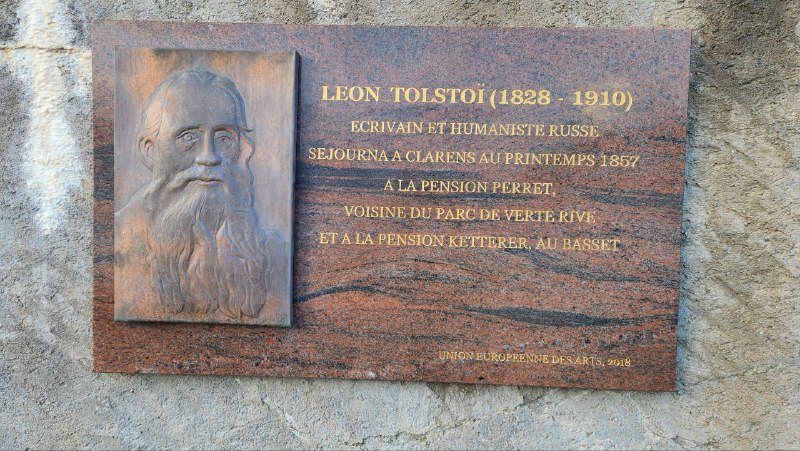 LEON TOLSTOÏ (1828 - 1910)
ECRIVAIN ET HUMANISTE RUSSE
SEJOURNA A CLARENS AU PRINTEMPS 1857
A LA PENSION PERRET,
VOISINE DU PARC DE VERTE RIVE
ET A LA PENSION KETTERER, AU BASSET
UNION EUROPEENNE DES ARTS, 2018